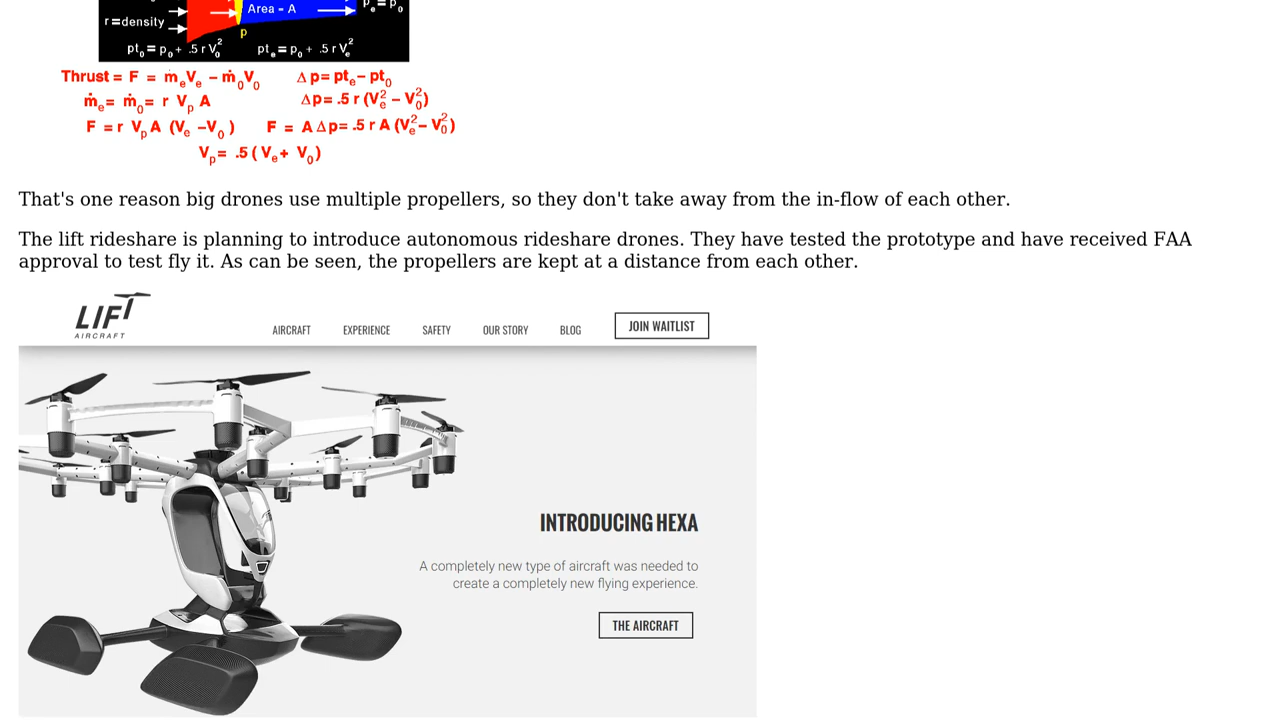 Area = A
r = density
p
pₑ = p₀
pt₀ = p₀ + .5 r V₀²
ptₑ = p₀ + .5 r Vₑ²
Thrust = F = ṁₑVₑ – ṁ₀V₀
Δp = ptₑ – pt₀
ṁₑ = ṁ₀ = r Vₚ A
Δp = .5 r (Vₑ² – V₀²)
F = r Vₚ A (Vₑ – V₀)
F = A Δp = .5 r A (Vₑ² – V₀²)
Vₚ = .5 (Vₑ + V₀)
That's one reason big drones use multiple propellers, so they don't take away from the in-flow of each other.
The lift rideshare is planning to introduce autonomous rideshare drones. They have tested the prototype and have received FAA
approval to test fly it. As can be seen, the propellers are kept at a distance from each other.
LIFT
AIRCRAFT
AIRCRAFT EXPERIENCE SAFETY OUR STORY BLOG JOIN WAITLIST
INTRODUCING HEXA
A completely new type of aircraft was needed to
create a completely new flying experience.
THE AIRCRAFT